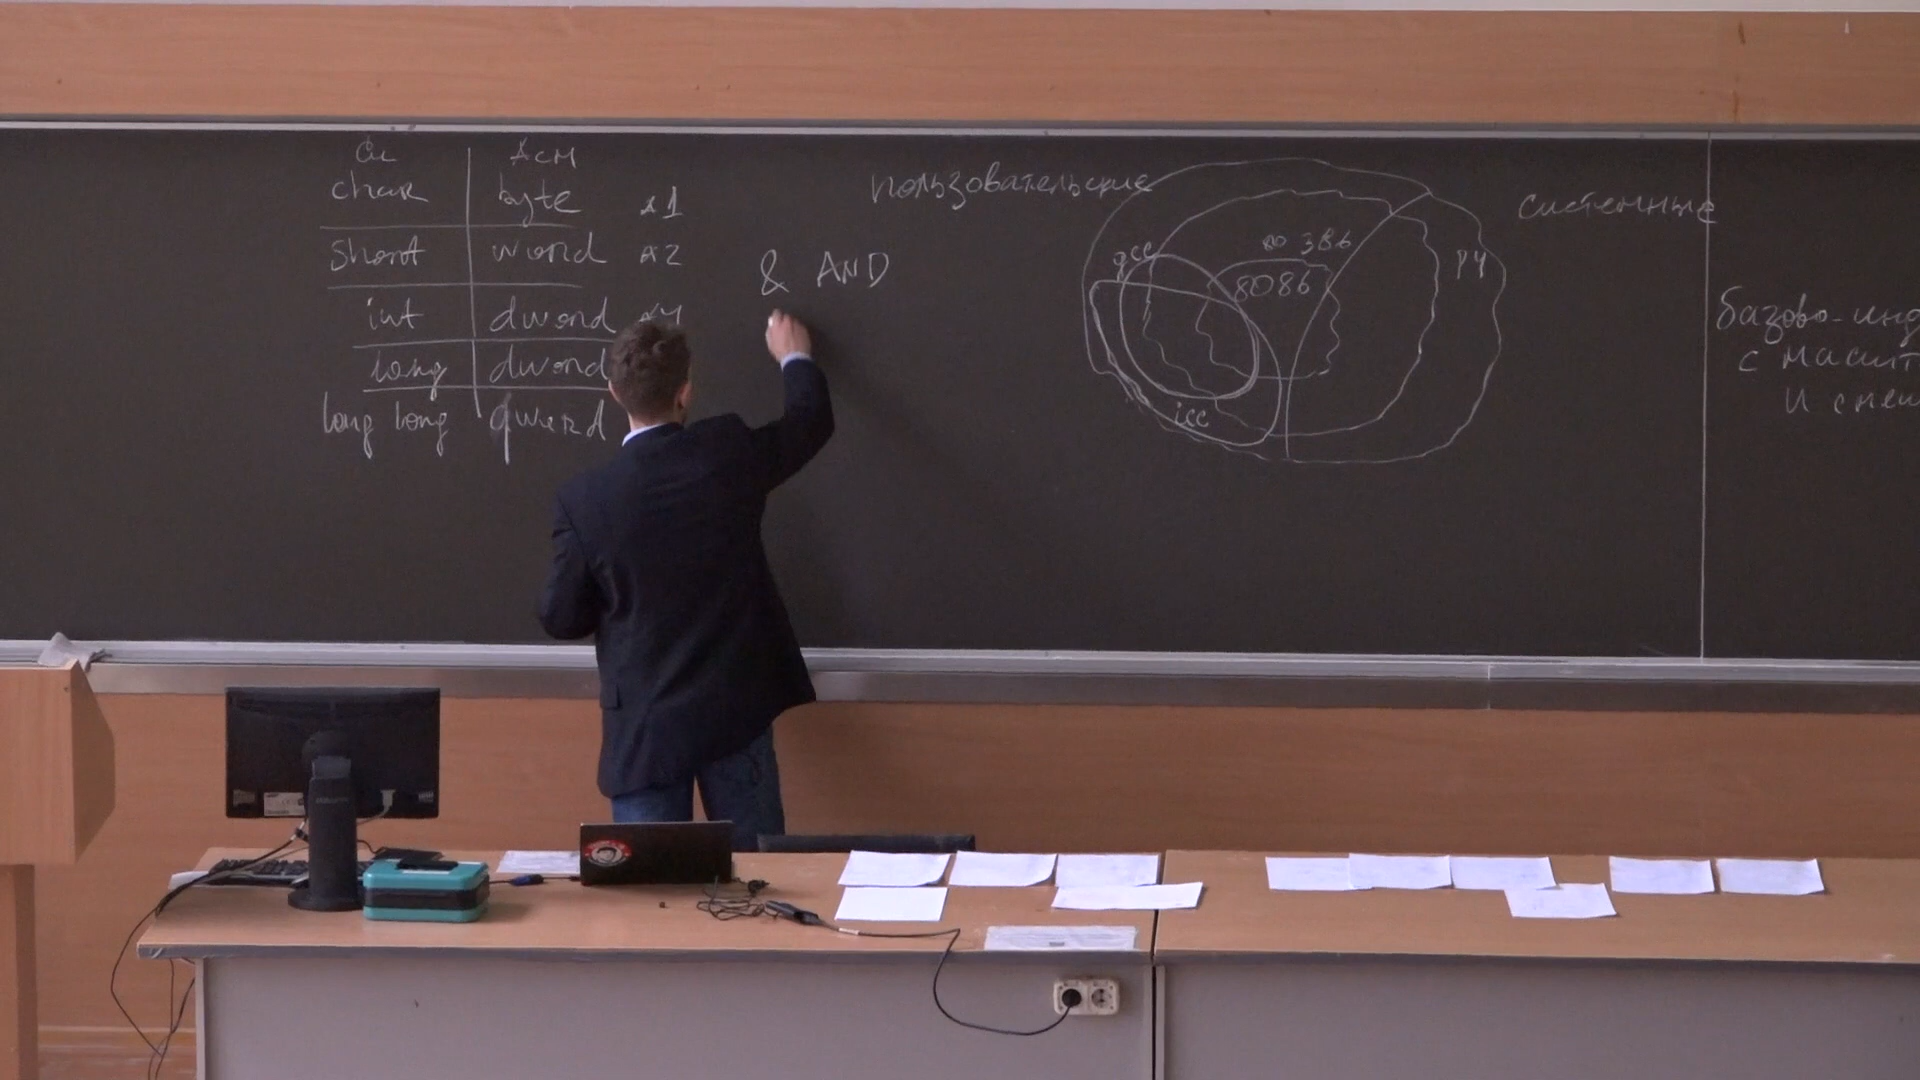 Си Асм
char byte x1
short word x2
int dword x4
long dword
long long qword
& AND
пользовательские
системные
gcc
80386
8086
P4
icc
базово-инд
с масшт
и смещ